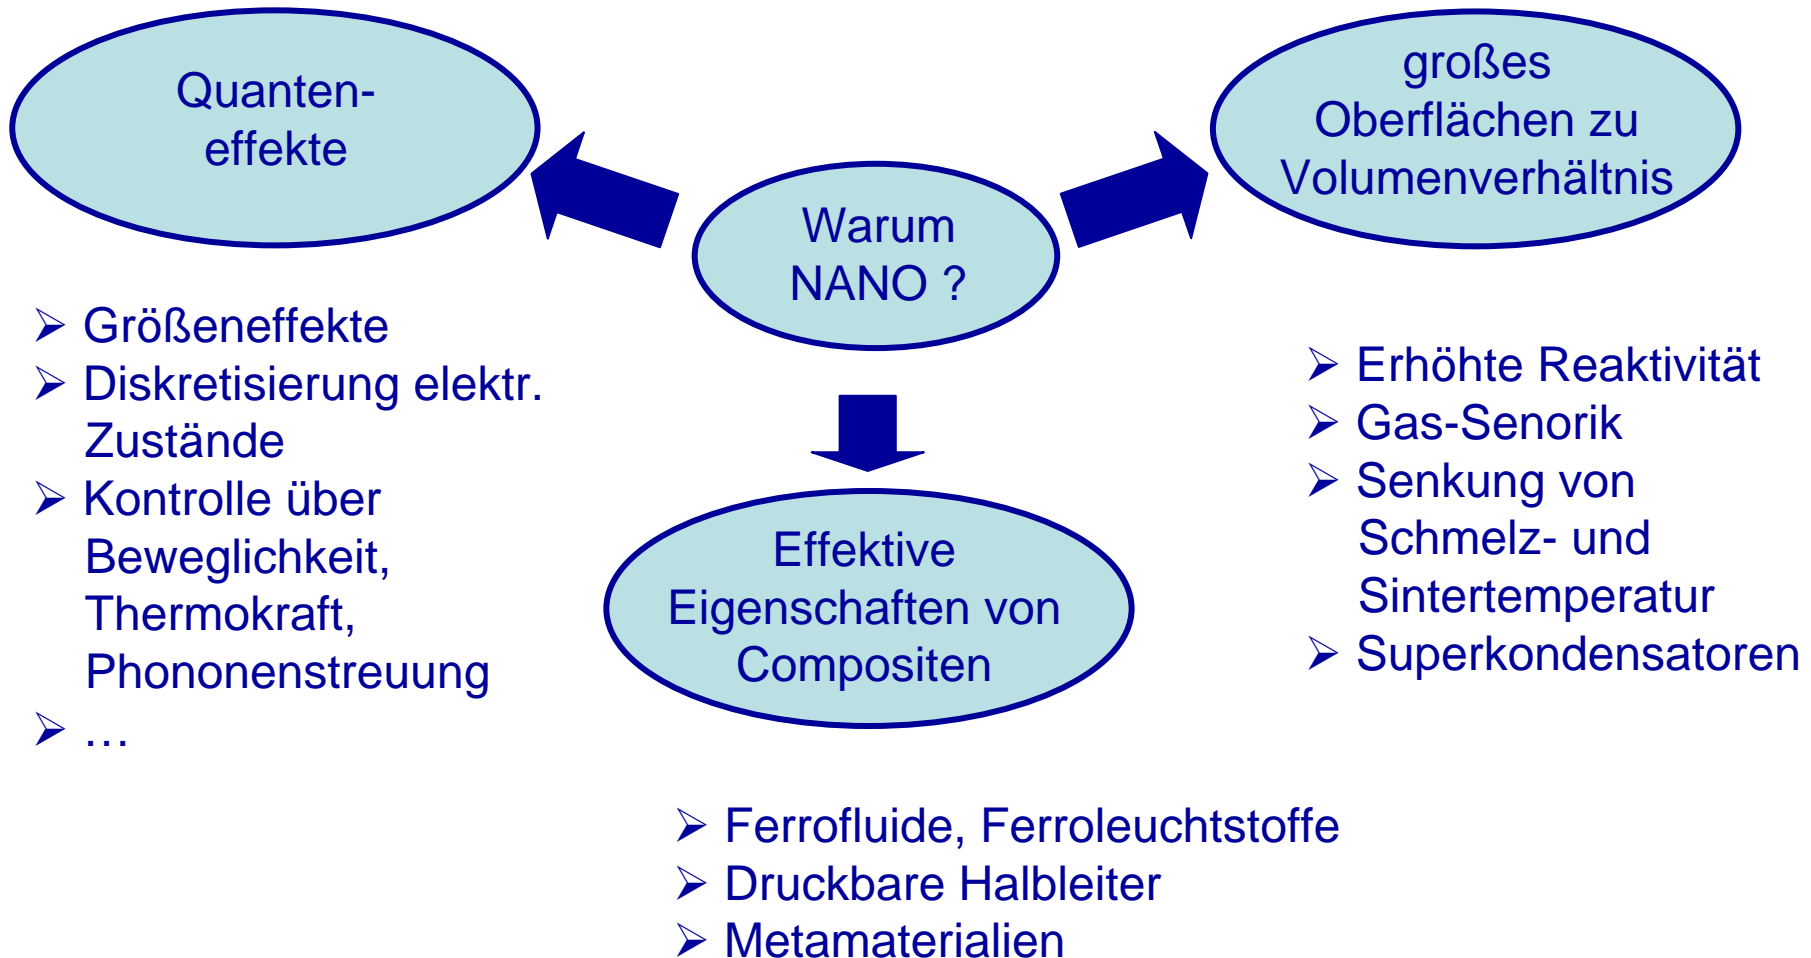 Quanten-
effekte
großes
Oberflächen zu
Volumenverhältnis
Warum
NANO ?
➢ Größeneffekte
➢ Diskretisierung elektr.
Zustände
➢ Kontrolle über
Beweglichkeit,
Thermokraft,
Phononenstreuung
➢ …
➢ Erhöhte Reaktivität
➢ Gas-Senorik
➢ Senkung von
Schmelz- und
Sintertemperatur
➢ Superkondensatoren
Effektive
Eigenschaften von
Compositen
➢ Ferrofluide, Ferroleuchtstoffe
➢ Druckbare Halbleiter
➢ Metamaterialien